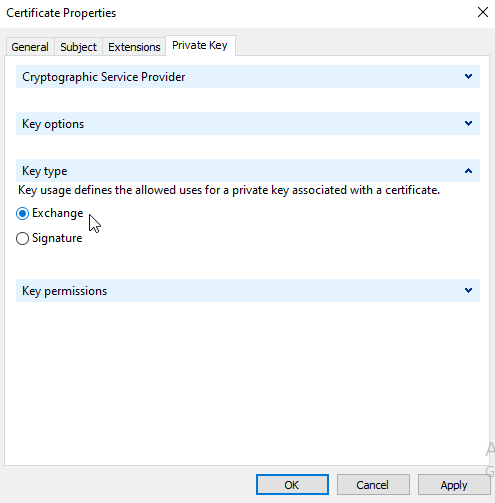 Certificate Properties
General Subject Extensions Private Key
Cryptographic Service Provider
Key options
Key type
Key usage defines the allowed uses for a private key associated with a certificate.
Exchange
Signature
Key permissions
A
G
OK Cancel Apply